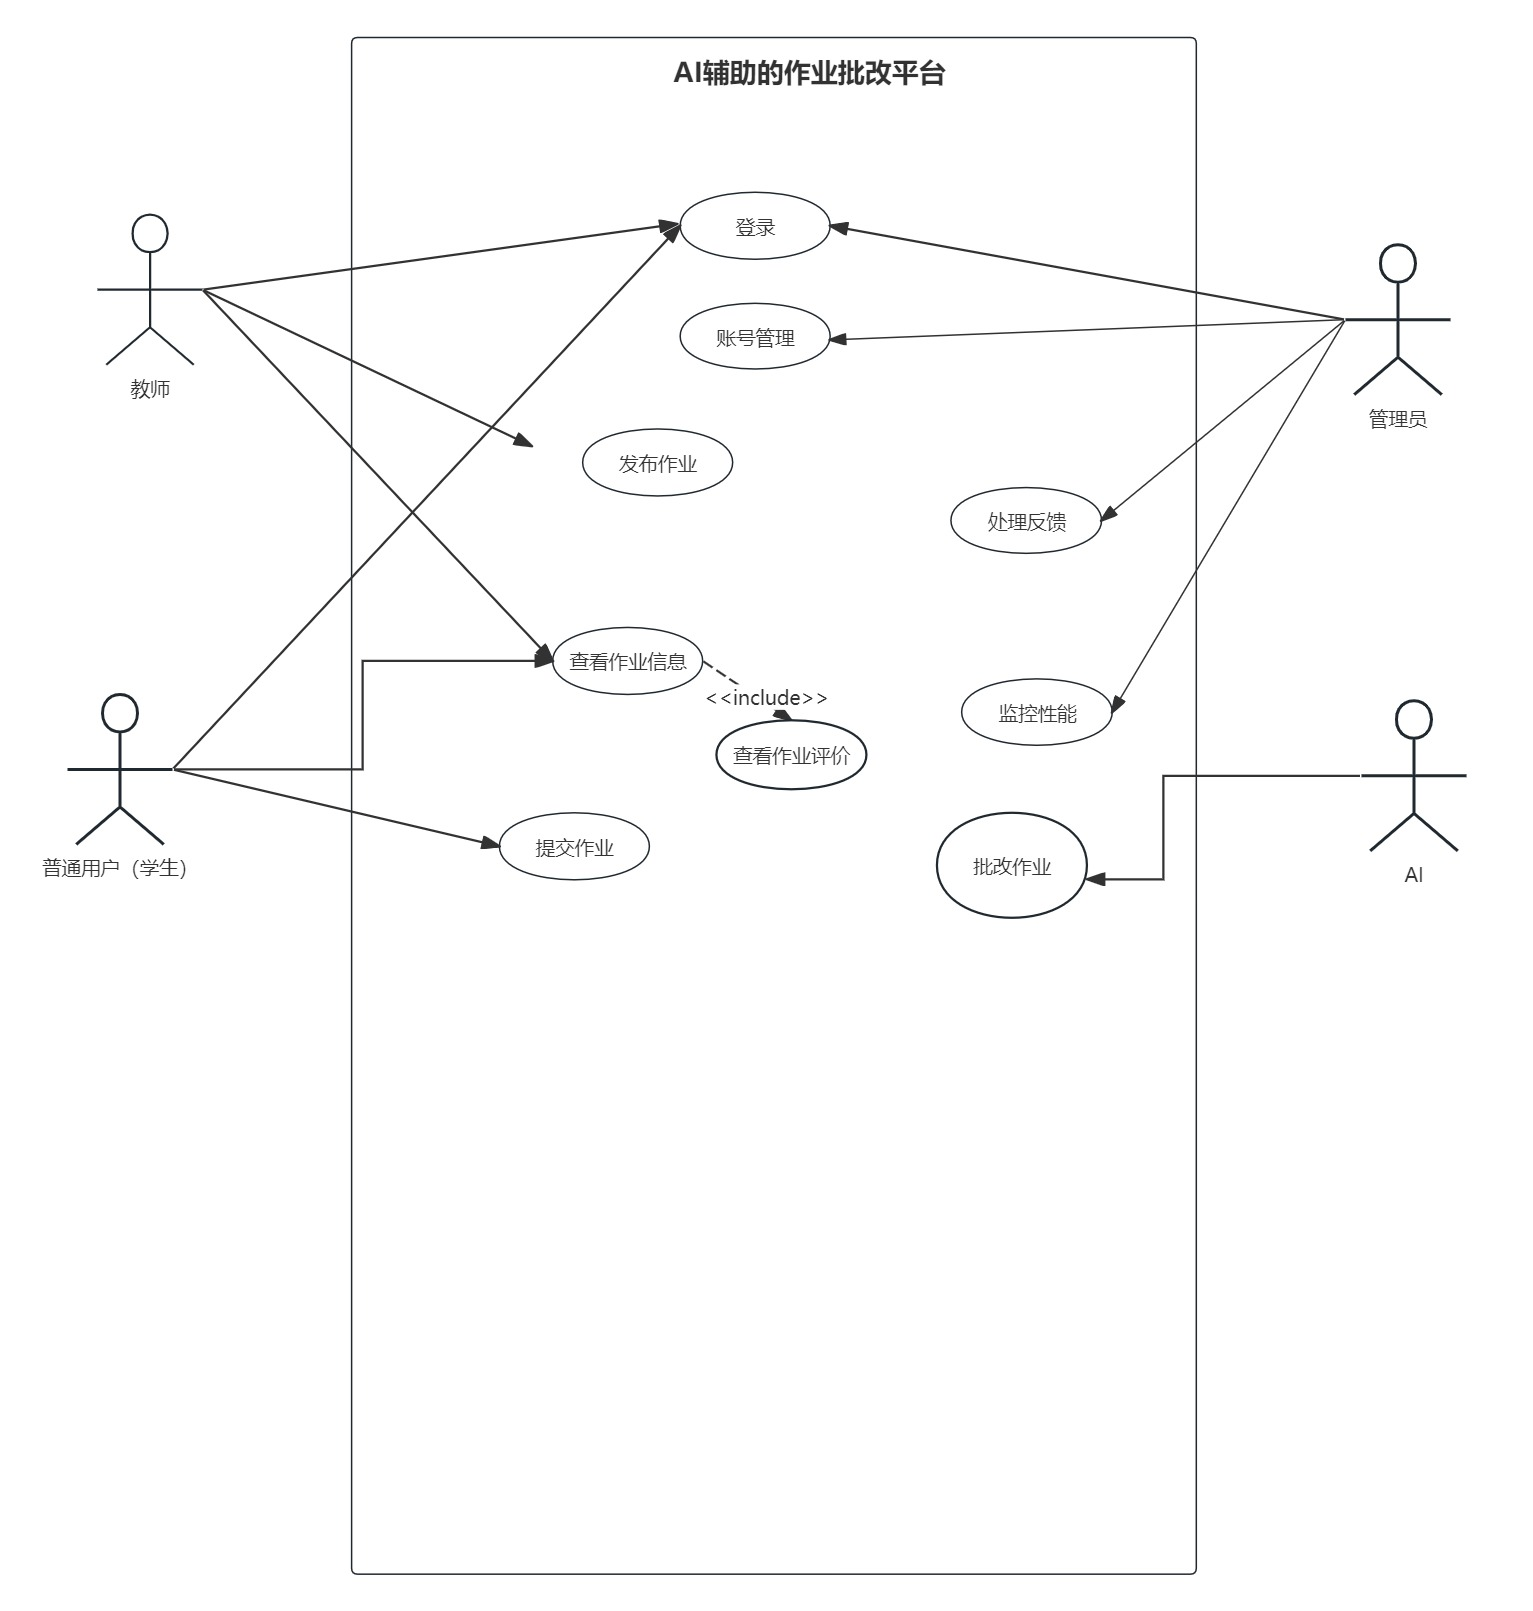 AI辅助的作业批改平台
登录
账号管理
教师
管理员
发布作业
处理反馈
查看作业信息
<<include>>
监控性能
查看作业评价
提交作业
批改作业
普通用户（学生）
AI